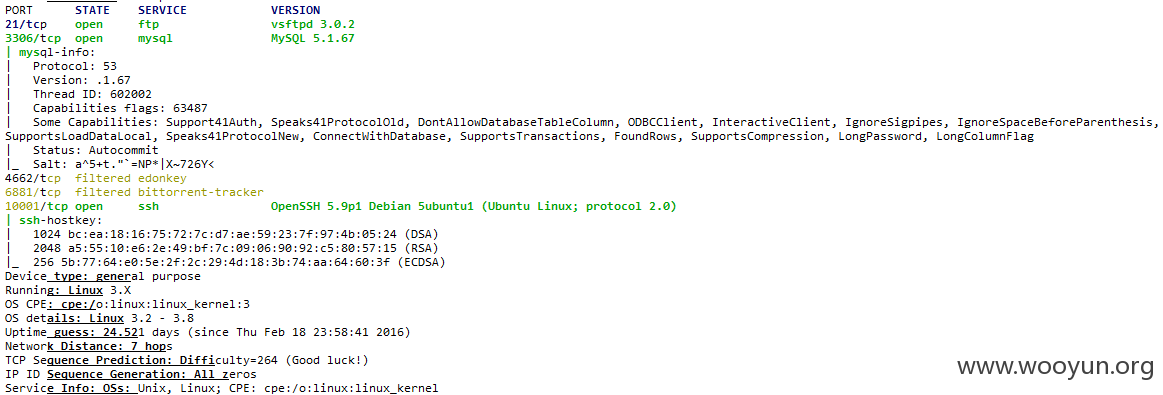 PORT STATE SERVICE VERSION
21/tcp open ftp vsftpd 3.0.2
3306/tcp open mysql MySQL 5.1.67
| mysql-info:
| Protocol: 53
| Version: .1.67
| Thread ID: 602002
| Capabilities flags: 63487
| Some Capabilities: Support41Auth, Speaks41ProtocolOld, DontAllowDatabaseTableColumn, ODBCClient, InteractiveClient, IgnoreSigpipes, IgnoreSpaceBeforeParenthesis,
SupportsLoadDataLocal, Speaks41ProtocolNew, ConnectWithDatabase, SupportsTransactions, FoundRows, SupportsCompression, LongPassword, LongColumnFlag
| Status: Autocommit
|_ Salt: a^5+t."`=NP*|X~726Y<
4662/tcp filtered edonkey
6881/tcp filtered bittorrent-tracker
10001/tcp open ssh OpenSSH 5.9p1 Debian 5ubuntu1 (Ubuntu Linux; protocol 2.0)
| ssh-hostkey:
| 1024 bc:ea:18:16:75:72:7c:d7:ae:59:23:7f:97:4b:05:24 (DSA)
| 2048 a5:55:10:e6:2e:49:bf:7c:09:06:90:92:c5:80:57:15 (RSA)
|_ 256 5b:77:64:e0:5e:2f:2c:29:4d:18:3b:74:aa:64:60:3f (ECDSA)
Device type: general purpose
Running: Linux 3.X
OS CPE: cpe:/o:linux:linux_kernel:3
OS details: Linux 3.2 - 3.8
Uptime guess: 24.521 days (since Thu Feb 18 23:58:41 2016)
Network Distance: 7 hops
TCP Sequence Prediction: Difficulty=264 (Good luck!)
IP ID Sequence Generation: All zeros
Service Info: OSs: Unix, Linux; CPE: cpe:/o:linux:linux_kernel
www.wooyun.org